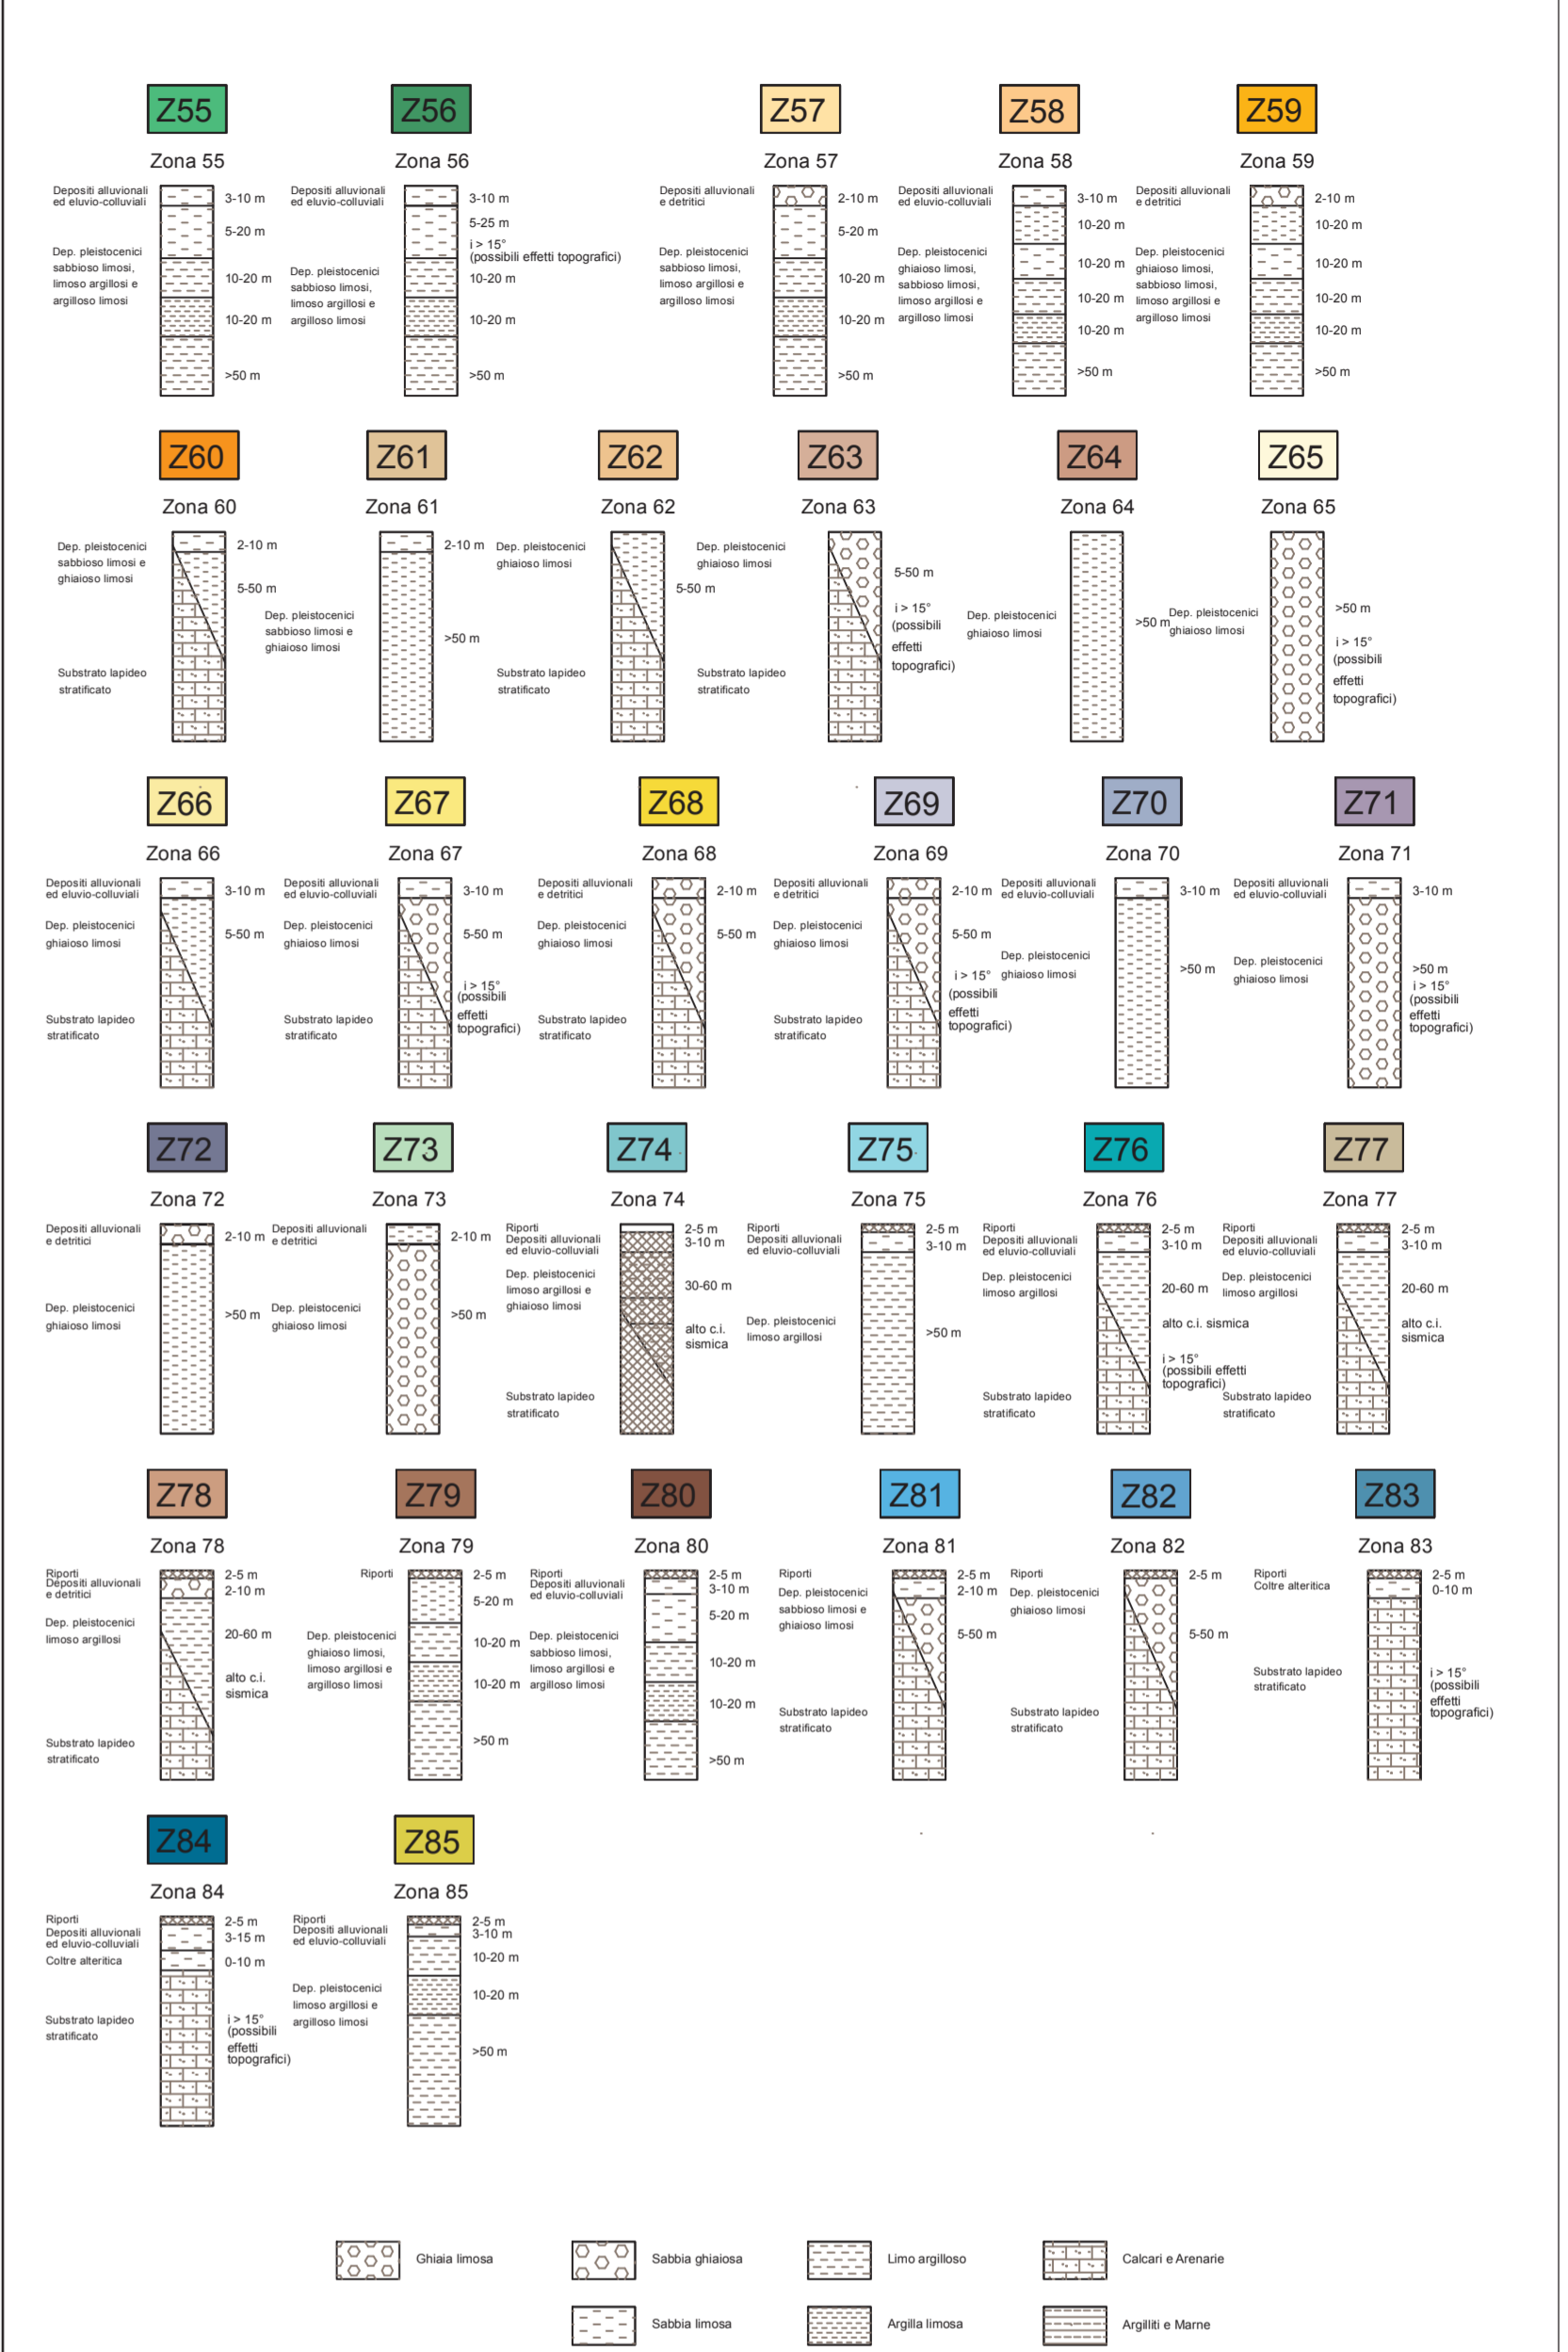 Z55
Zona 55
Depositi alluvionali
ed eluvio-colluviali
3-10 m
5-20 m
Dep. pleistocenici
sabbioso limosi,
limoso argillosi e
argilloso limosi
10-20 m
10-20 m
>50 m
Z56
Zona 56
Depositi alluvionali
ed eluvio-colluviali
3-10 m
5-25 m
i > 15°
(possibili effetti topografici)
Dep. pleistocenici
sabbioso limosi,
limoso argillosi e
argilloso limosi
10-20 m
10-20 m
>50 m
Z57
Zona 57
Depositi alluvionali
e detritici
2-10 m
5-20 m
Dep. pleistocenici
sabbioso limosi,
limoso argillosi e
argilloso limosi
10-20 m
10-20 m
>50 m
Z58
Zona 58
Depositi alluvionali
ed eluvio-colluviali
3-10 m
10-20 m
Dep. pleistocenici
ghiaioso limosi,
sabbioso limosi,
limoso argillosi e
argilloso limosi
10-20 m
10-20 m
10-20 m
>50 m
Z59
Zona 59
Depositi alluvionali
e detritici
2-10 m
10-20 m
Dep. pleistocenici
ghiaioso limosi,
sabbioso limosi,
limoso argillosi e
argilloso limosi
10-20 m
10-20 m
10-20 m
>50 m
Z60
Zona 60
Dep. pleistocenici
sabbioso limosi e
ghiaioso limosi
2-10 m
5-50 m
Substrato lapideo
stratificato
Z61
Zona 61
2-10 m
Dep. pleistocenici
sabbioso limosi e
ghiaioso limosi
>50 m
Z62
Zona 62
Dep. pleistocenici
ghiaioso limosi
5-50 m
Substrato lapideo
stratificato
Z63
Zona 63
Dep. pleistocenici
ghiaioso limosi
5-50 m
i > 15°
(possibili
effetti
topografici)
Substrato lapideo
stratificato
Z64
Zona 64
Dep. pleistocenici
ghiaioso limosi
>50 m
Z65
Zona 65
Dep. pleistocenici
ghiaioso limosi
>50 m
i > 15°
(possibili
effetti
topografici)
Z66
Zona 66
Depositi alluvionali
ed eluvio-colluviali
3-10 m
Dep. pleistocenici
ghiaioso limosi
5-50 m
Substrato lapideo
stratificato
Z67
Zona 67
Depositi alluvionali
ed eluvio-colluviali
3-10 m
Dep. pleistocenici
ghiaioso limosi
5-50 m
i > 15°
(possibili
effetti
topografici)
Substrato lapideo
stratificato
Z68
Zona 68
Depositi alluvionali
e detritici
2-10 m
Dep. pleistocenici
ghiaioso limosi
5-50 m
Substrato lapideo
stratificato
Z69
Zona 69
Depositi alluvionali
e detritici
2-10 m
Dep. pleistocenici
ghiaioso limosi
5-50 m
i > 15°
(possibili
effetti
topografici)
Substrato lapideo
stratificato
Z70
Zona 70
Depositi alluvionali
ed eluvio-colluviali
3-10 m
Dep. pleistocenici
ghiaioso limosi
>50 m
Z71
Zona 71
Depositi alluvionali
ed eluvio-colluviali
3-10 m
Dep. pleistocenici
ghiaioso limosi
>50 m
i > 15°
(possibili
effetti
topografici)
Z72
Zona 72
Depositi alluvionali
e detritici
2-10 m
Dep. pleistocenici
ghiaioso limosi
>50 m
Z73
Zona 73
Depositi alluvionali
e detritici
2-10 m
Dep. pleistocenici
ghiaioso limosi
>50 m
Z74
Zona 74
Riporti
Depositi alluvionali
ed eluvio-colluviali
2-5 m
3-10 m
Dep. pleistocenici
limoso argillosi e
ghiaioso limosi
30-60 m
alto c.i.
sismica
Substrato lapideo
stratificato
Z75
Zona 75
Riporti
Depositi alluvionali
ed eluvio-colluviali
2-5 m
3-10 m
Dep. pleistocenici
limoso argillosi
>50 m
Z76
Zona 76
Riporti
Depositi alluvionali
ed eluvio-colluviali
2-5 m
3-10 m
Dep. pleistocenici
limoso argillosi
20-60 m
alto c.i. sismica
i > 15°
(possibili effetti
topografici)
Substrato lapideo
stratificato
Z77
Zona 77
Riporti
Depositi alluvionali
ed eluvio-colluviali
2-5 m
3-10 m
Dep. pleistocenici
limoso argillosi
20-60 m
alto c.i.
sismica
Substrato lapideo
stratificato
Z78
Zona 78
Riporti
Depositi alluvionali
e detritici
2-5 m
2-10 m
Dep. pleistocenici
limoso argillosi
20-60 m
alto c.i.
sismica
Substrato lapideo
stratificato
Z79
Zona 79
Riporti
2-5 m
5-20 m
Dep. pleistocenici
ghiaioso limosi,
limoso argillosi e
argilloso limosi
10-20 m
10-20 m
>50 m
Z80
Zona 80
Riporti
Depositi alluvionali
ed eluvio-colluviali
2-5 m
3-10 m
5-20 m
Dep. pleistocenici
sabbioso limosi,
limoso argillosi e
argilloso limosi
10-20 m
10-20 m
>50 m
Z81
Zona 81
Riporti
2-5 m
2-10 m
Dep. pleistocenici
sabbioso limosi e
ghiaioso limosi
5-50 m
Substrato lapideo
stratificato
Z82
Zona 82
Riporti
2-5 m
Dep. pleistocenici
ghiaioso limosi
5-50 m
Substrato lapideo
stratificato
Z83
Zona 83
Riporti
Coltre alteritica
2-5 m
0-10 m
Substrato lapideo
stratificato
i > 15°
(possibili
effetti
topografici)
Z84
Zona 84
Riporti
Depositi alluvionali
ed eluvio-colluviali
Coltre alteritica
2-5 m
3-15 m
0-10 m
Substrato lapideo
stratificato
i > 15°
(possibili
effetti
topografici)
Z85
Zona 85
Riporti
Depositi alluvionali
ed eluvio-colluviali
2-5 m
3-10 m
10-20 m
Dep. pleistocenici
limoso argillosi e
argilloso limosi
10-20 m
>50 m
Ghiaia limosa
Sabbia ghiaiosa
Limo argilloso
Calcari e Arenarie
Sabbia limosa
Argilla limosa
Argilliti e Marne